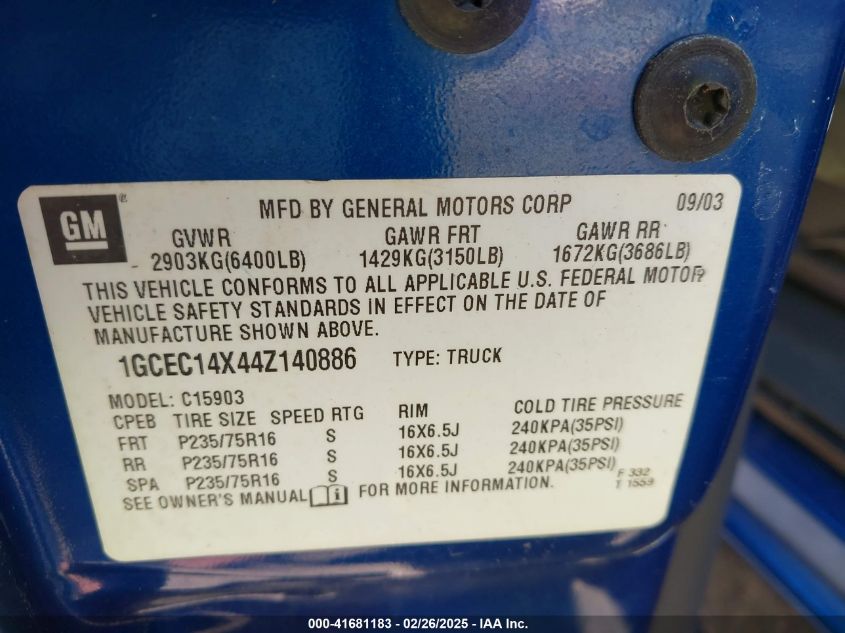 GM
MFD BY GENERAL MOTORS CORP 09/03
GVWR GAWR FRT GAWR RR
2903KG(6400LB) 1429KG(3150LB) 1672KG(3686LB)
THIS VEHICLE CONFORMS TO ALL APPLICABLE U.S. FEDERAL MOTOR
VEHICLE SAFETY STANDARDS IN EFFECT ON THE DATE OF
MANUFACTURE SHOWN ABOVE.
1GCEC14X44Z140886 TYPE: TRUCK
MODEL: C15903
CPEB TIRE SIZE SPEED RTG RIM COLD TIRE PRESSURE
FRT P235/75R16 S 16X6.5J 240KPA(35PSI)
RR P235/75R16 S 16X6.5J 240KPA(35PSI)
SPA P235/75R16 S 16X6.5J 240KPA(35PSI)
F 332
SEE OWNER'S MANUAL i FOR MORE INFORMATION. T 1559
000-41681183 - 02/26/2025 - IAA Inc.